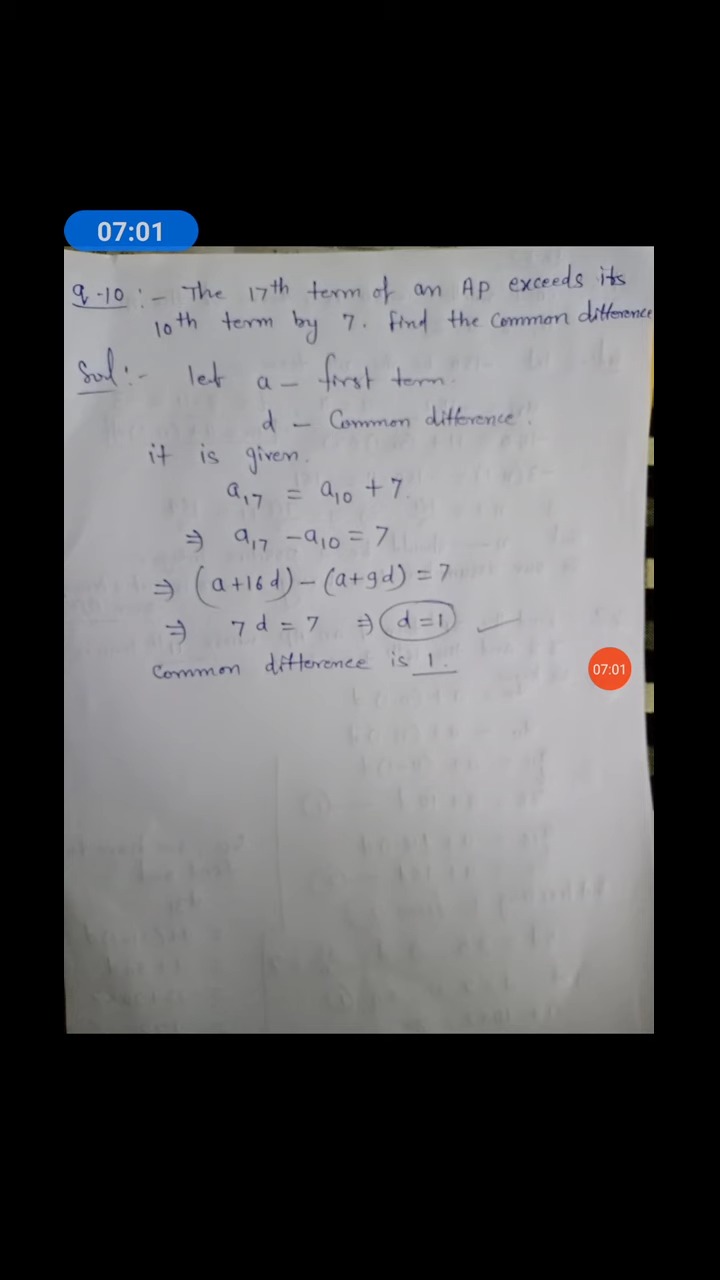 07:01
Q-10 :- The 17th term of an AP exceeds its
10th term by 7. find the common difference
Sol :- let a - first term.
d - Common difference.
it is given.
a₁₇ = a₁₀ + 7.
⇒ a₁₇ - a₁₀ = 7
⇒ (a+16d) - (a+9d) = 7
⇒ 7d = 7 ⇒ d=1
Common difference is 1.
07:01